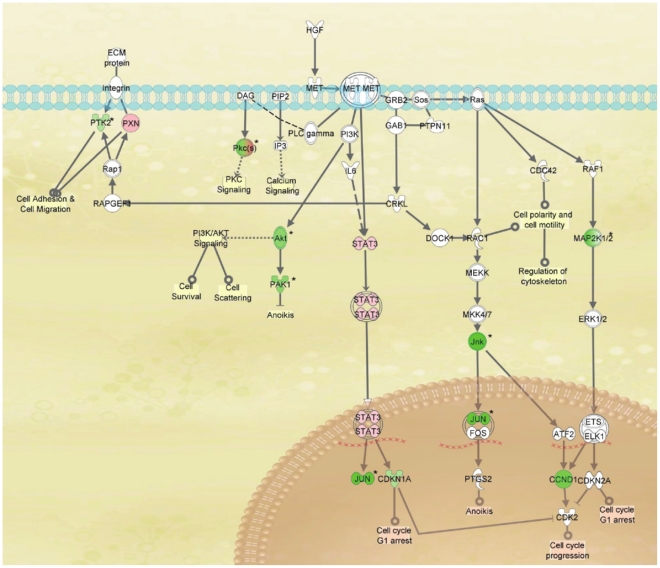 HGF
ECM
protein
integrin
MET
MET MET
DAG
PIP2
GRB2
Sos
Ras
PTK2*
PXN
PLC gamma
PI3K
GAB1
PTPN11
Pkc(s)*
IP3
IL6
CDC42
RAF1
Rap1
PKC
Signaling
Calcium
Signaling
Cell Adhesion &
Cell Migration
RAPGEF1
CRKL
Cell polarity and
cell motility
PI3K/AKT
Signaling
Akt *
STAT3
DOCK1
RAC1
MAP2K1/2*
MEKK
Regulation of
cytoskeleton
Cell
Survival
Cell
Scattering
PAK1 *
STAT3
STAT3
Anoikis
MKK4/7
ERK1/2
Jnk *
STAT3
STAT3
JUN *
FOS
ATF2
ETS
ELK1
JUN *
CDKN1A
PTGS2
CCND1
CDKN2A
Anoikis
CDK2
Cell cycle
G1 arrest
Cell cycle
G1 arrest
Cell cycle
progression